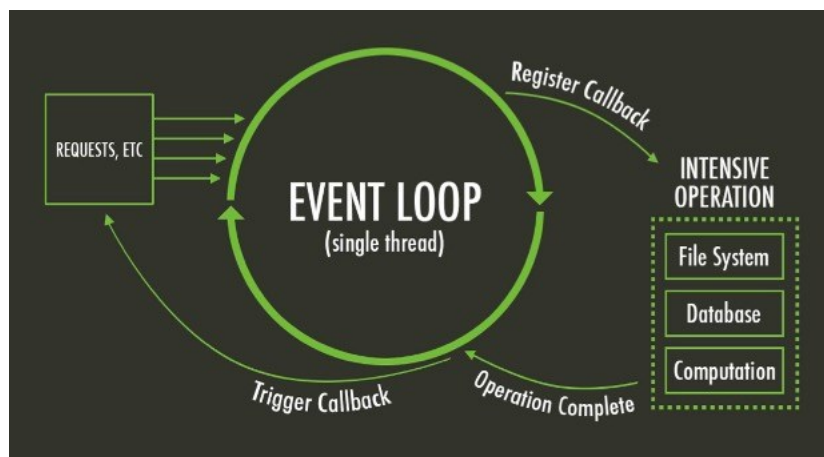 REQUESTS, ETC
EVENT LOOP
(single thread)
Register Callback
INTENSIVE
OPERATION
File System
Database
Computation
Operation Complete
Trigger Callback